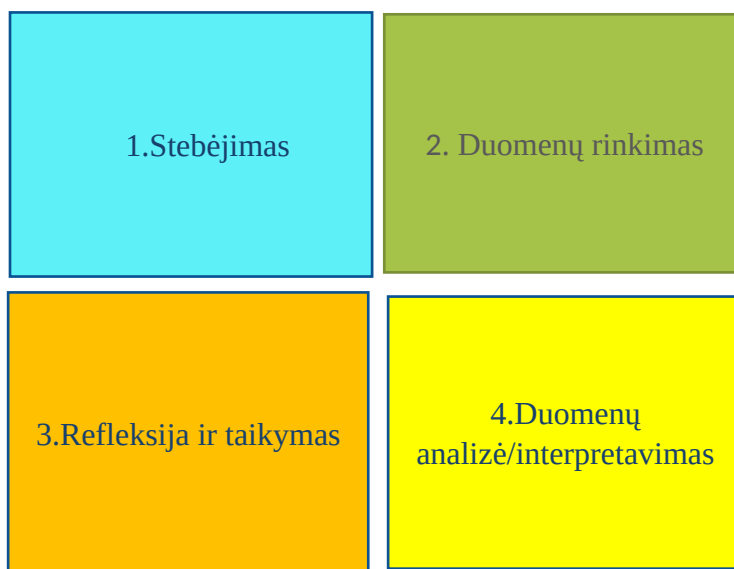 1.Stebėjimas
2. Duomenų rinkimas
3.Refleksija ir taikymas
4.Duomenų
analizė/interpretavimas